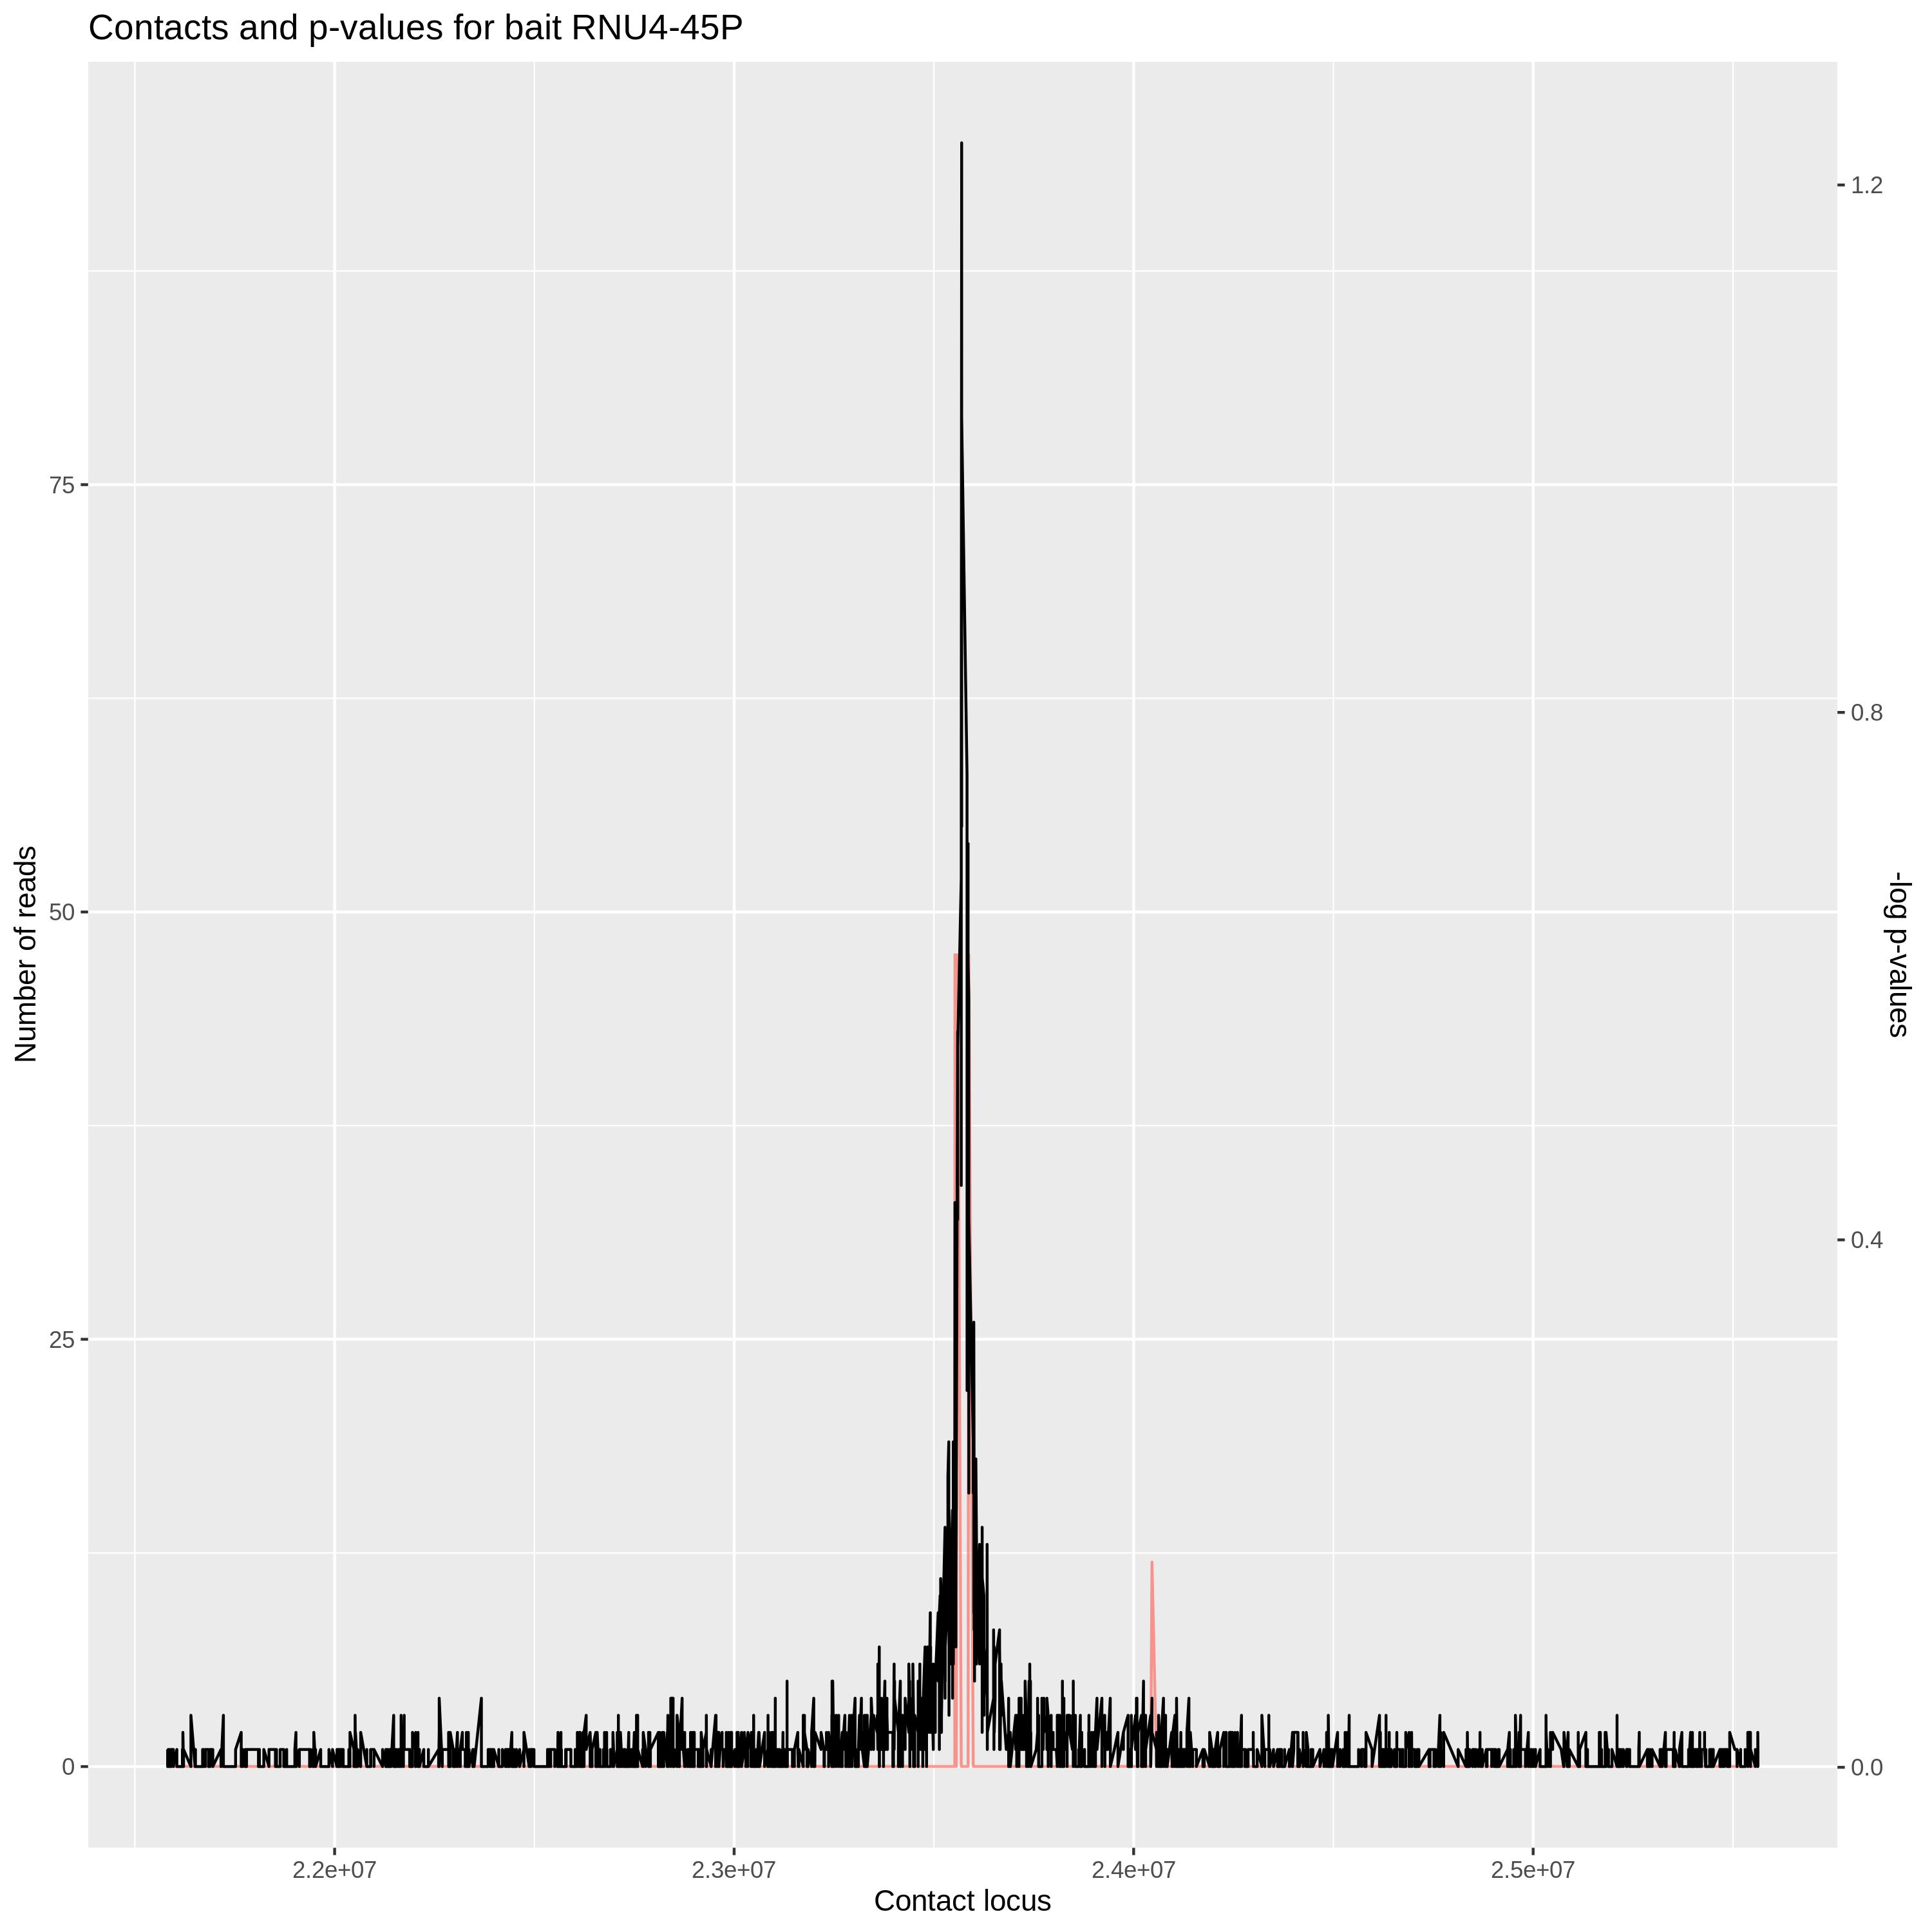 Contacts and p-values for bait RNU4-45P
Number of reads
75
50
25
0
1.2
0.8
0.4
0.0
-log p-values
2.2e+07
2.3e+07
2.4e+07
2.5e+07
Contact locus